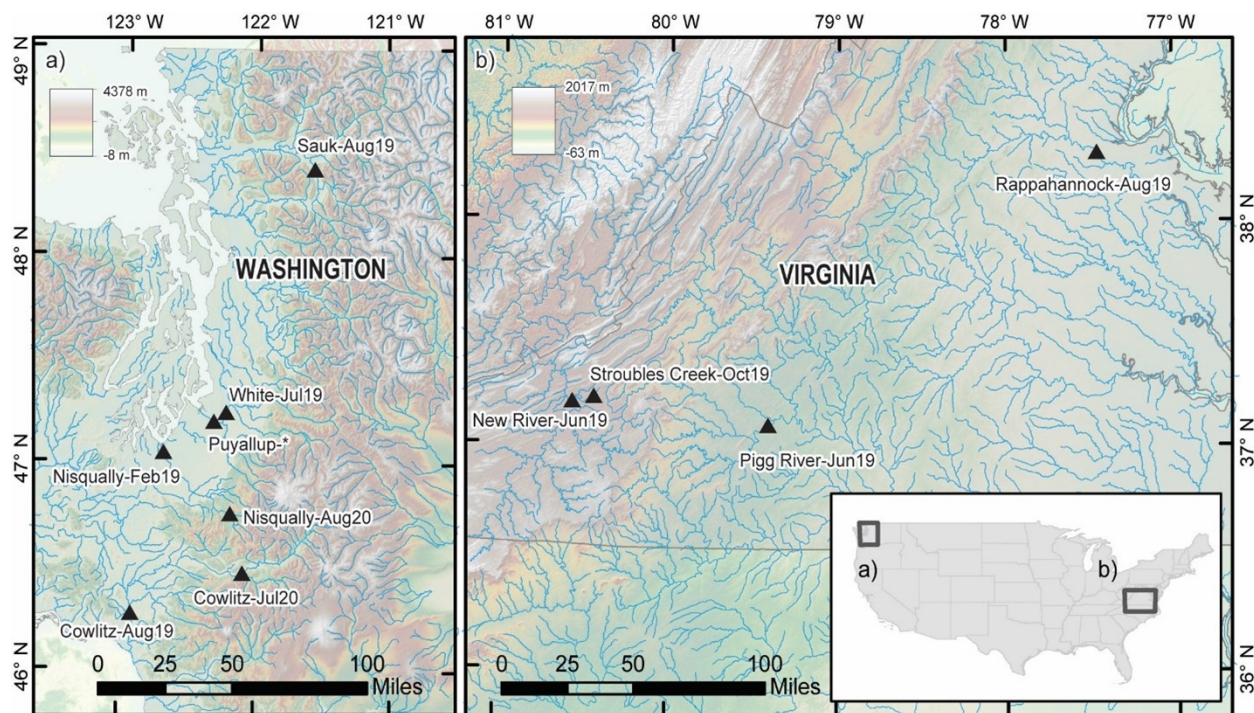 123° W 122° W 121° W
81° W 80° W 79° W 78° W 77° W
49° N
48° N
47° N
46° N
a)
4378 m
-8 m
Sauk-Aug19
WASHINGTON
White-Jul19
Puyallup-*
Nisqually-Feb19
Nisqually-Aug20
Cowlitz-Jul20
Cowlitz-Aug19
0 25 50 100
Miles
b)
2017 m
-63 m
Rappahannock-Aug19
VIRGINIA
Stroubles Creek-Oct19
New River-Jun19
Pigg River-Jun19
0 25 50 100
Miles
a)
b)
38° N
37° N
36° N